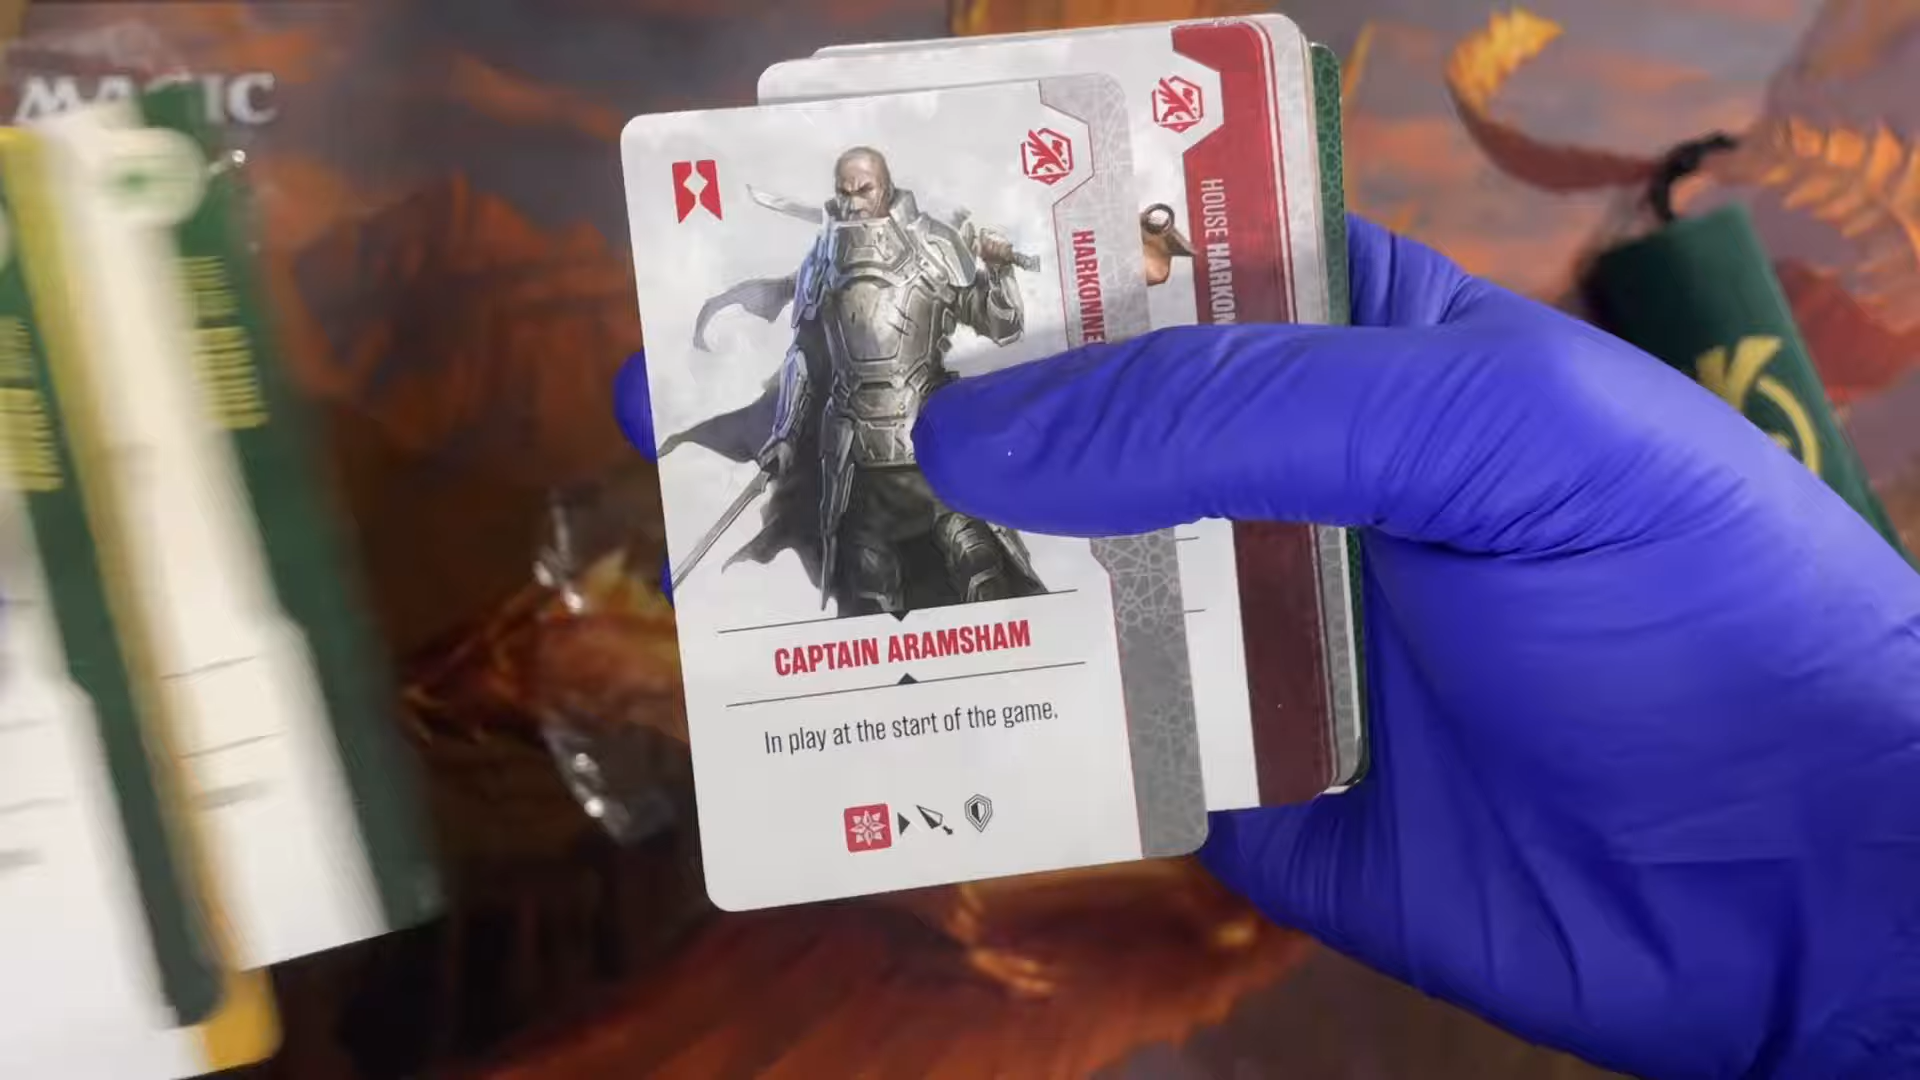 MAGIC
HARKONNE
HOUSE HARKON
CAPTAIN ARAMSHAM
In play at the start of the game.